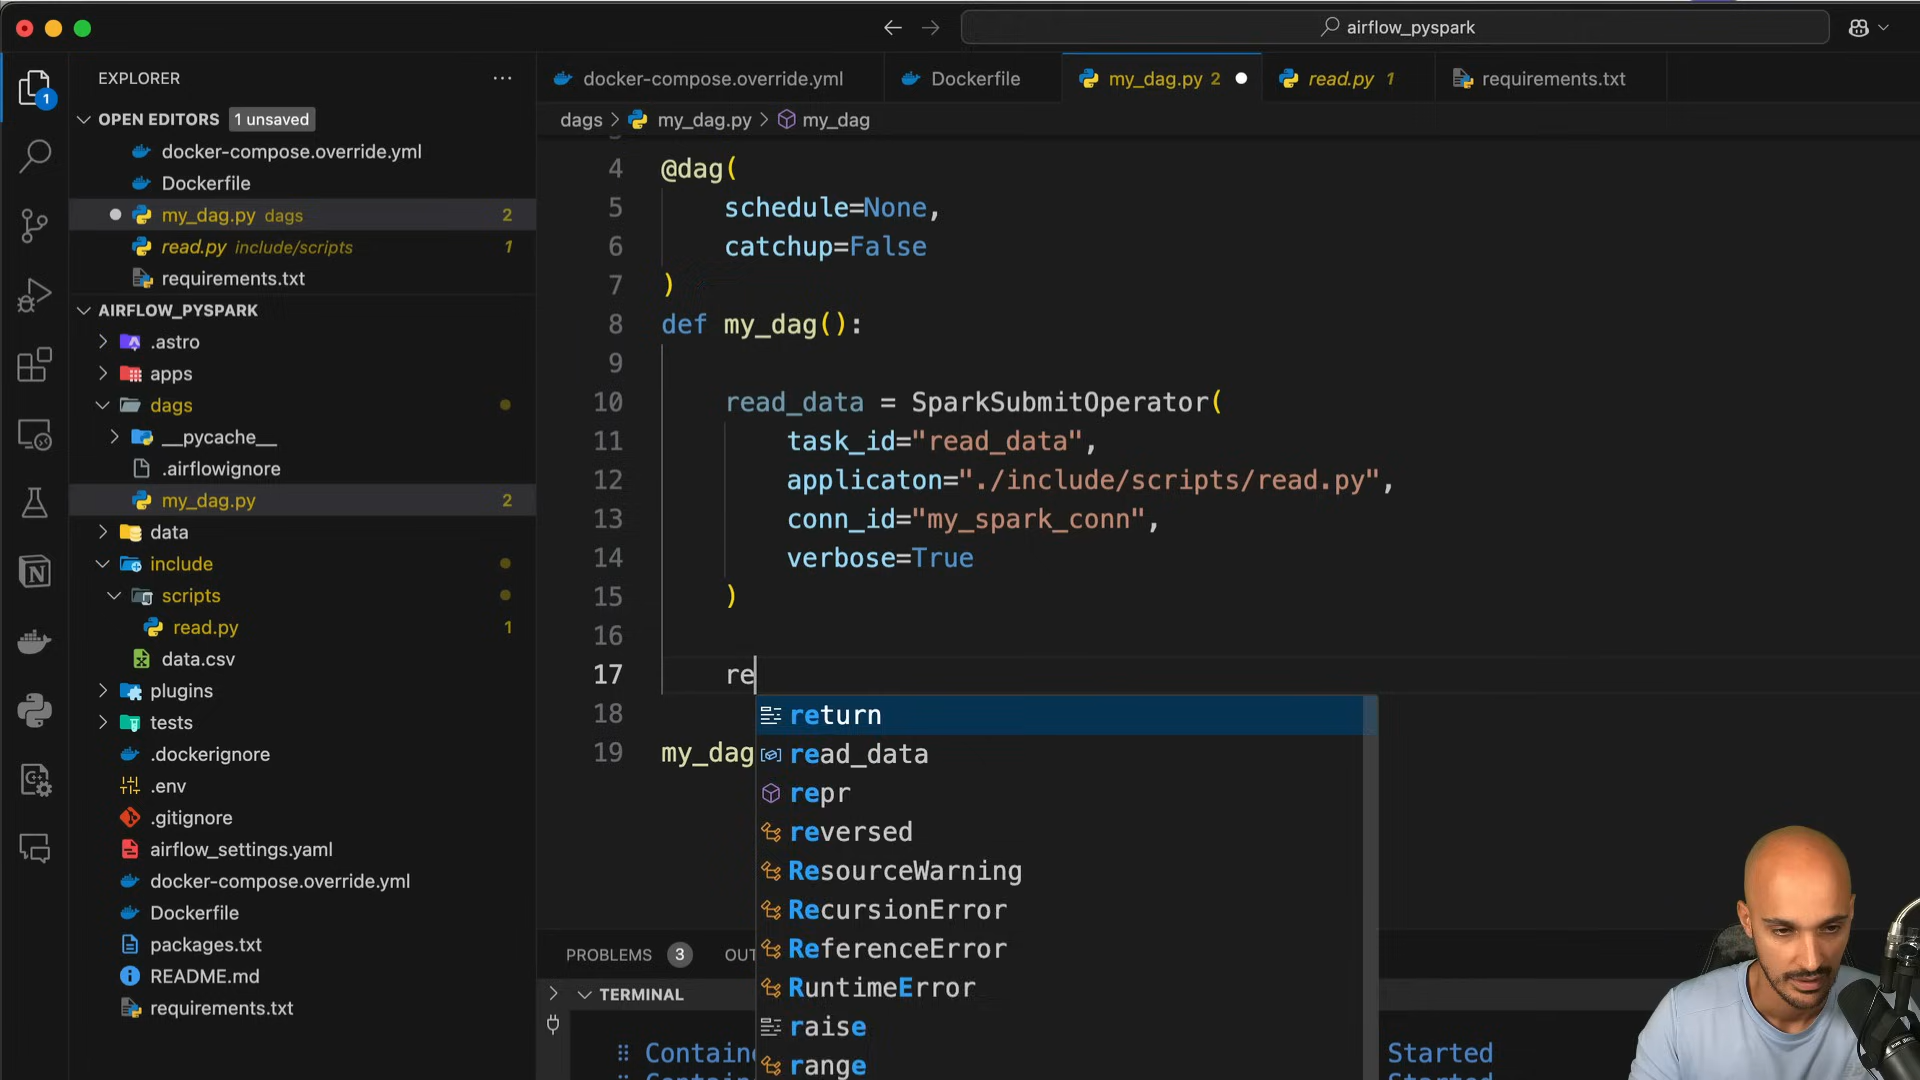 airflow_pyspark
EXPLORER
OPEN EDITORS 1 unsaved
docker-compose.override.yml
Dockerfile
my_dag.py dags 2
read.py include/scripts 1
requirements.txt
AIRFLOW_PYSPARK
.astro
apps
dags
__pycache__
.airflowignore
my_dag.py 2
data
include
scripts
read.py 1
data.csv
plugins
tests
.dockerignore
.env
.gitignore
airflow_settings.yaml
docker-compose.override.yml
Dockerfile
packages.txt
README.md
requirements.txt
1
docker-compose.override.yml Dockerfile my_dag.py 2 read.py 1 requirements.txt
dags > my_dag.py > my_dag
4 @dag(
5 schedule=None,
6 catchup=False
7 )
8 def my_dag():
9
10 read_data = SparkSubmitOperator(
11 task_id="read_data",
12 applicaton="./include/scripts/read.py",
13 conn_id="my_spark_conn",
14 verbose=True
15 )
16
17 re
18
19 my_dag
return
read_data
repr
reversed
ResourceWarning
RecursionError
ReferenceError
RuntimeError
raise
range
PROBLEMS 3 OUT
TERMINAL
Containe Started